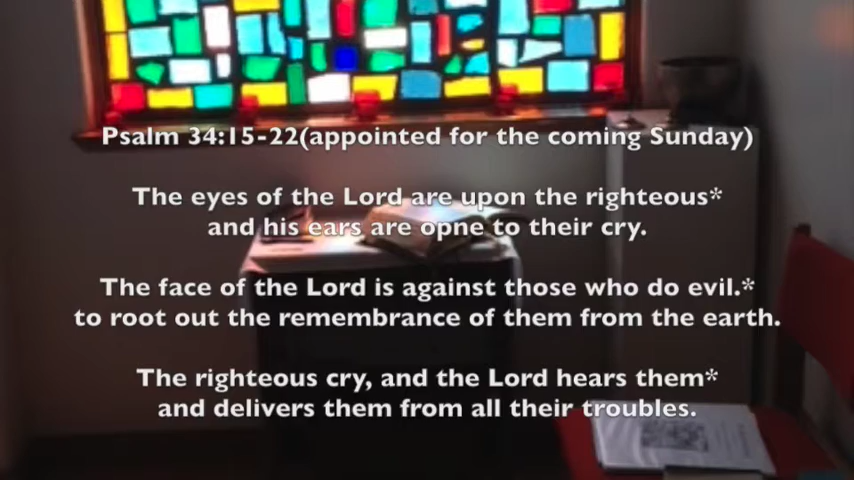 Psalm 34:15-22(appointed for the coming Sunday)
The eyes of the Lord are upon the righteous*
and his ears are opne to their cry.
The face of the Lord is against those who do evil.*
to root out the remembrance of them from the earth.
The righteous cry, and the Lord hears them*
and delivers them from all their troubles.